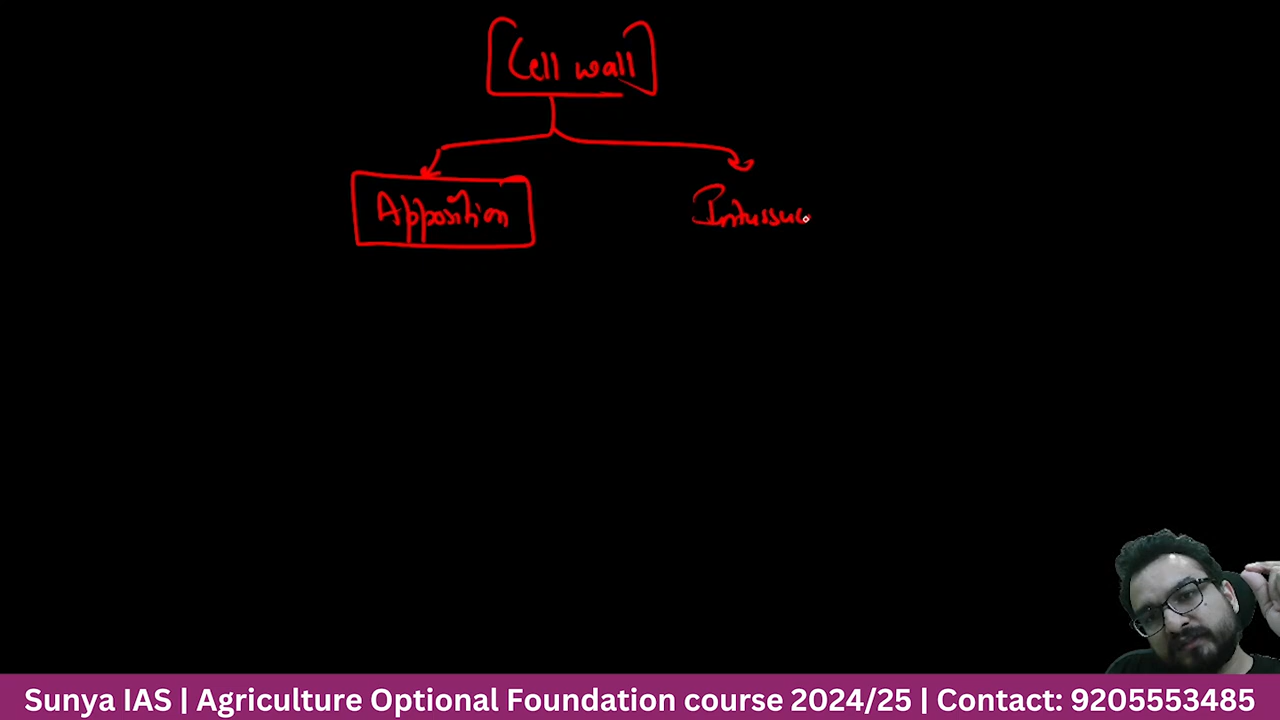 Cell wall
Apposition
Intussuc
Sunya IAS | Agriculture Optional Foundation course 2024/25 | Contact: 9205553485